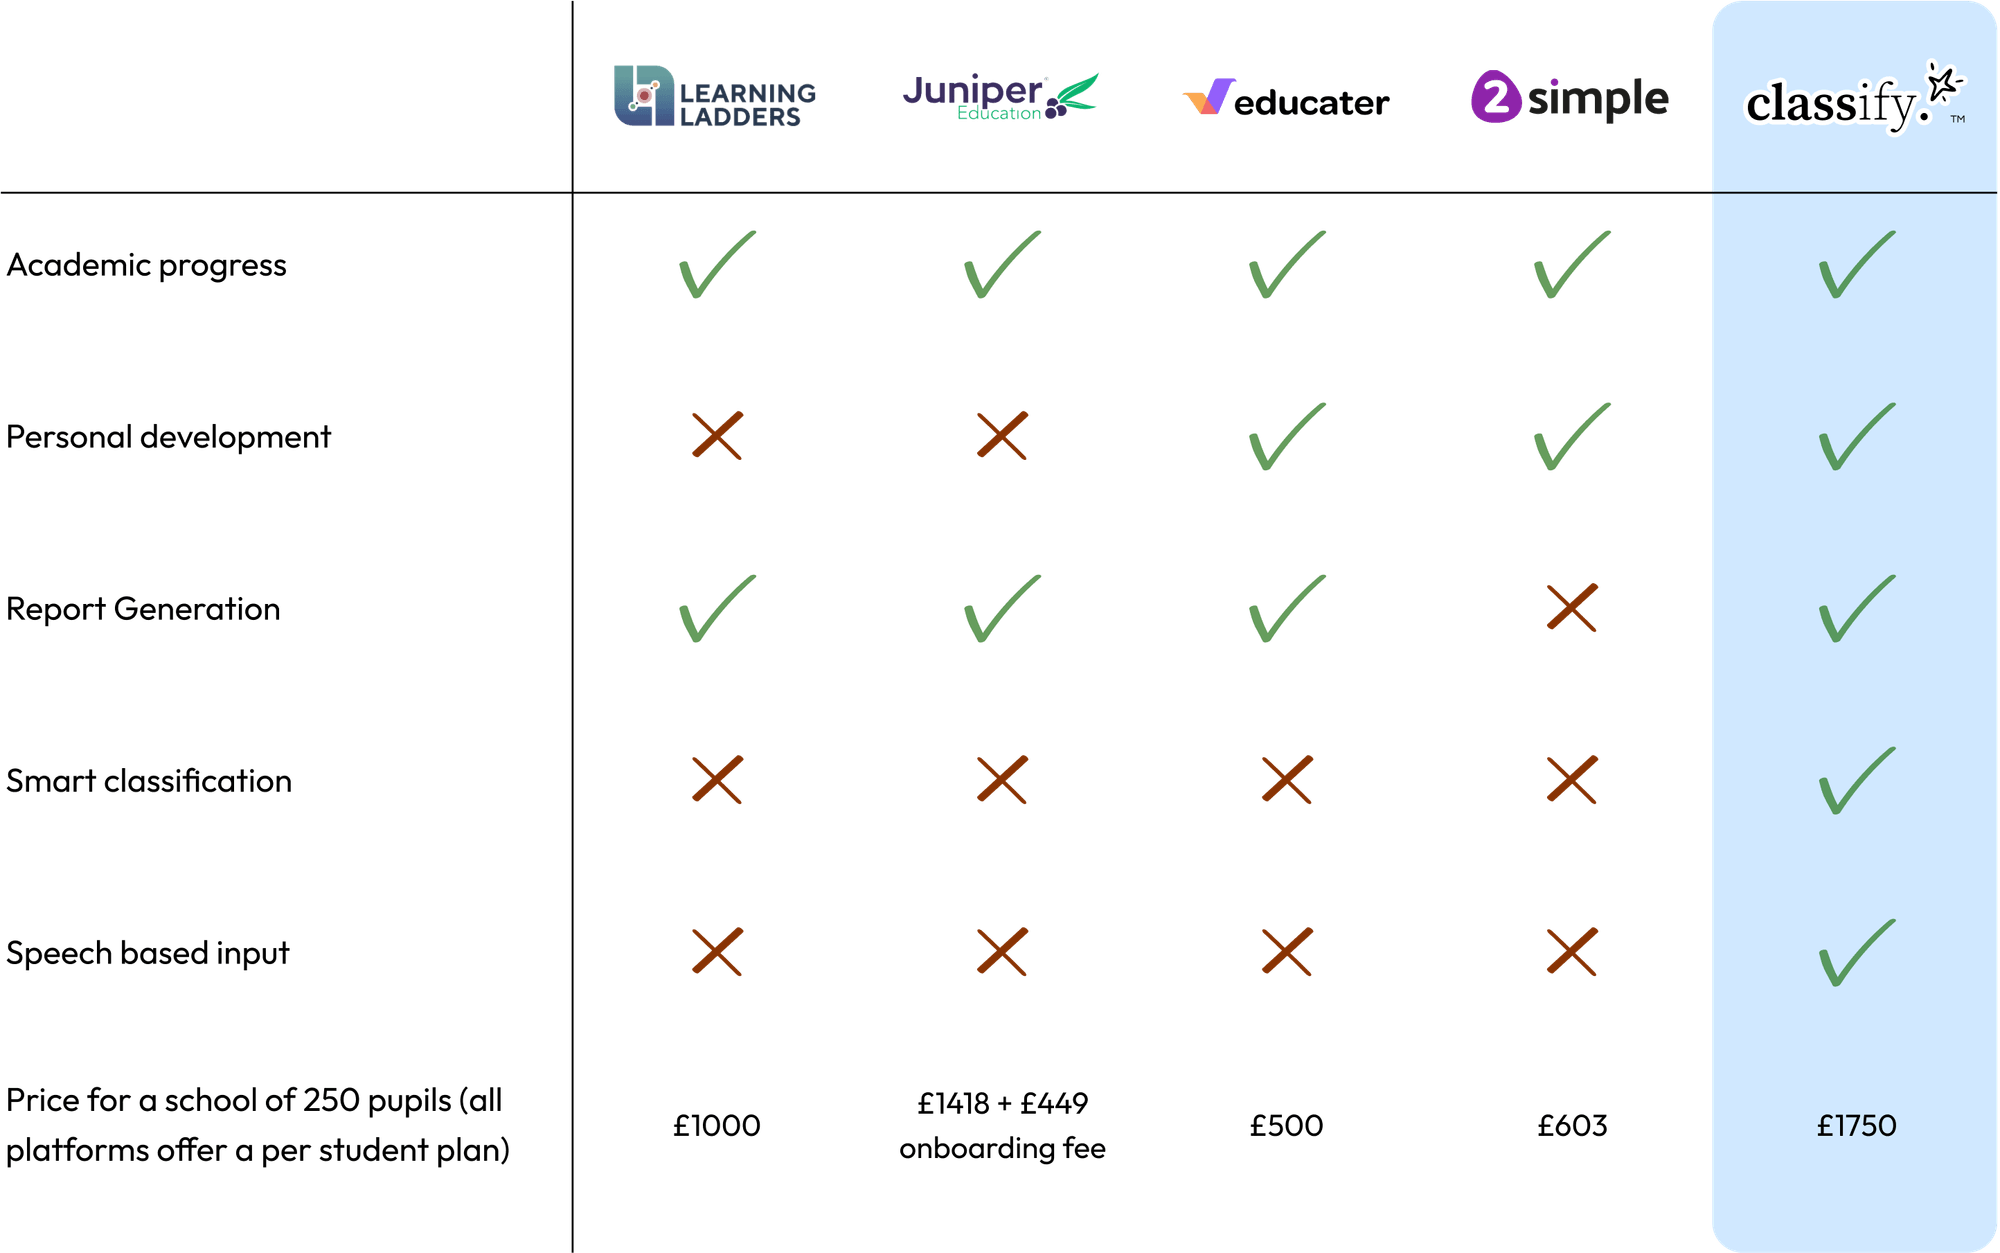 LEARNING
LADDERS
Juniper®
Education
educater
2simple
classify.™
Academic progress
Personal development
Report Generation
Smart classification
Speech based input
Price for a school of 250 pupils (all
platforms offer a per student plan)
£1000
£1418 + £449
onboarding fee
£500
£603
£1750